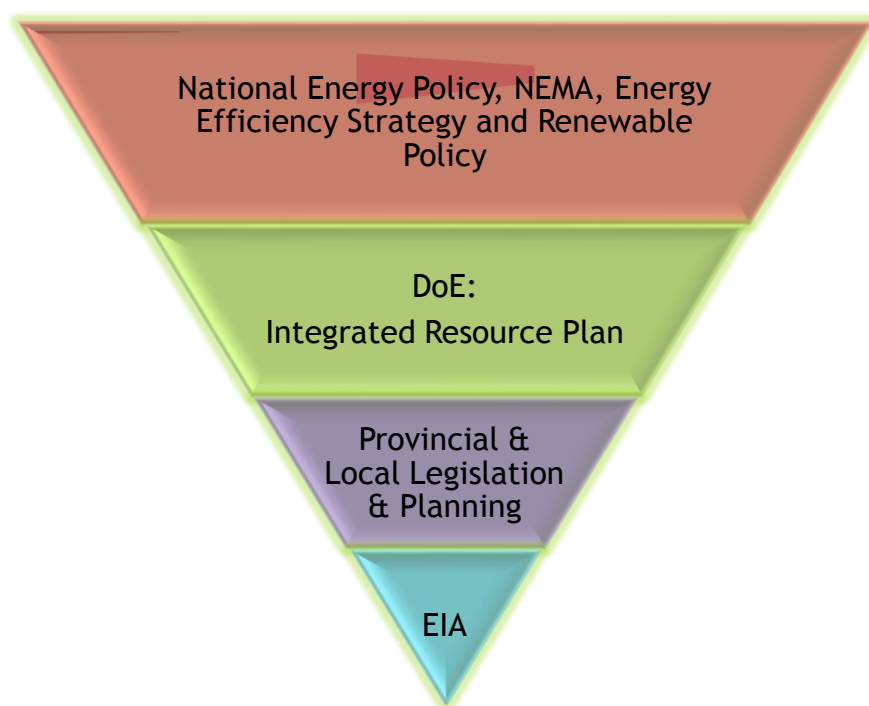 National Energy Policy, NEMA, Energy
Efficiency Strategy and Renewable
Policy
DoE:
Integrated Resource Plan
Provincial &
Local Legislation
& Planning
EIA